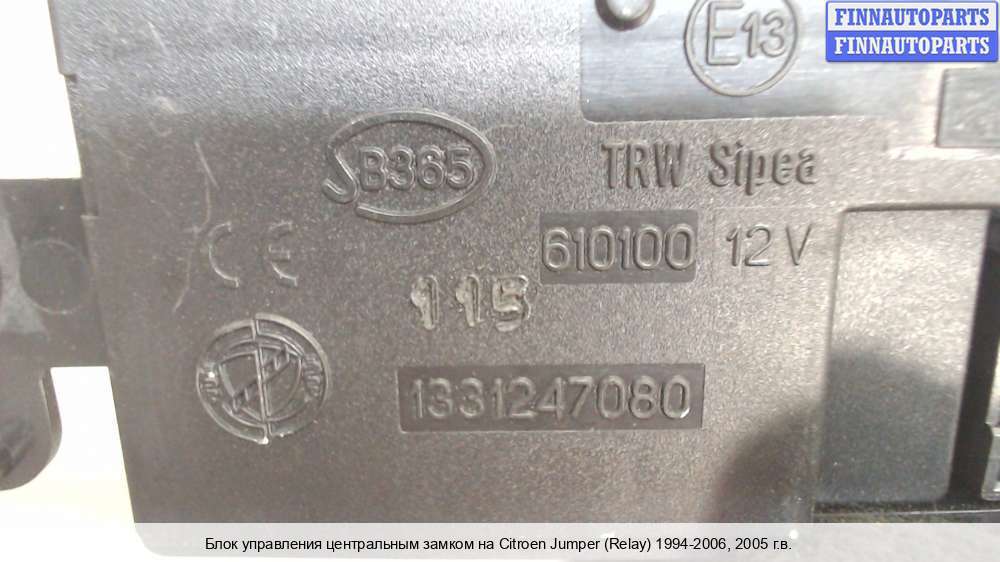 E13
FINNAUTOPARTS
FINNAUTOPARTS
SB365
TRW Sipea
610100 12V
CE
115
1331247080
Блок управления центральным замком на Citroen Jumper (Relay) 1994-2006, 2005 г.в.